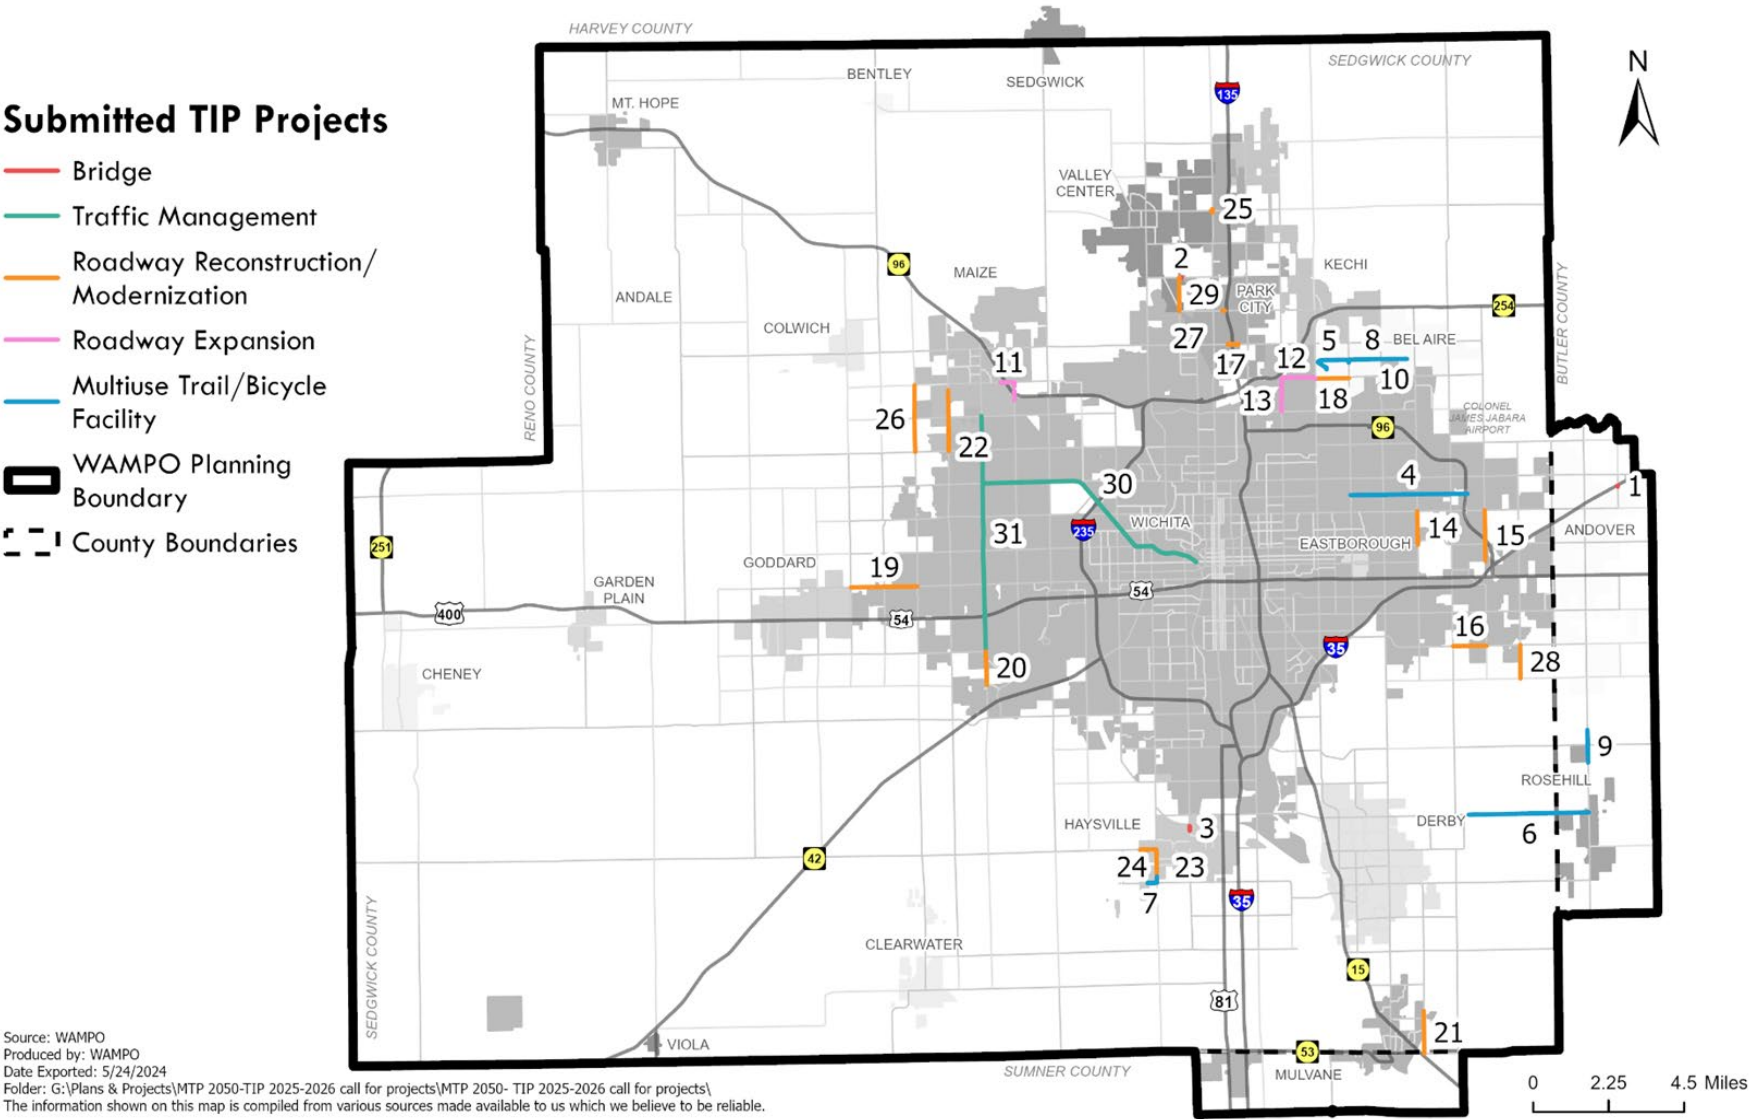 HARVEY COUNTY
SEDGWICK COUNTY
N
BENTLEY
SEDGWICK
135
MT. HOPE
Submitted TIP Projects
Bridge
Traffic Management
Roadway Reconstruction/
Modernization
Roadway Expansion
Multiuse Trail/Bicycle
Facility
WAMPO Planning
Boundary
County Boundaries
VALLEY
CENTER
25
2
96
MAIZE
KECHI
ANDALE
29
PARK
CITY
254
BUTLER COUNTY
COLWICH
27
5
8
BEL AIRE
RENO COUNTY
11
17
12
10
26
13
18
COLONEL
JAMES JABARA
AIRPORT
96
22
4
30
1
235
WICHITA
31
EASTBOROUGH
14
15
ANDOVER
251
GODDARD
19
GARDEN
PLAIN
54
400
54
16
35
28
CHENEY
20
9
ROSEHILL
HAYSVILLE
3
DERBY
6
42
24
23
7
35
SEDGWICK COUNTY
CLEARWATER
15
81
21
VIOLA
53
SUMNER COUNTY
MULVANE
0 2.25 4.5 Miles
Source: WAMPO
Produced by: WAMPO
Date Exported: 5/24/2024
Folder: G:\Plans & Projects\MTP 2050-TIP 2025-2026 call for projects\MTP 2050- TIP 2025-2026 call for projects\
The information shown on this map is compiled from various sources made available to us which we believe to be reliable.